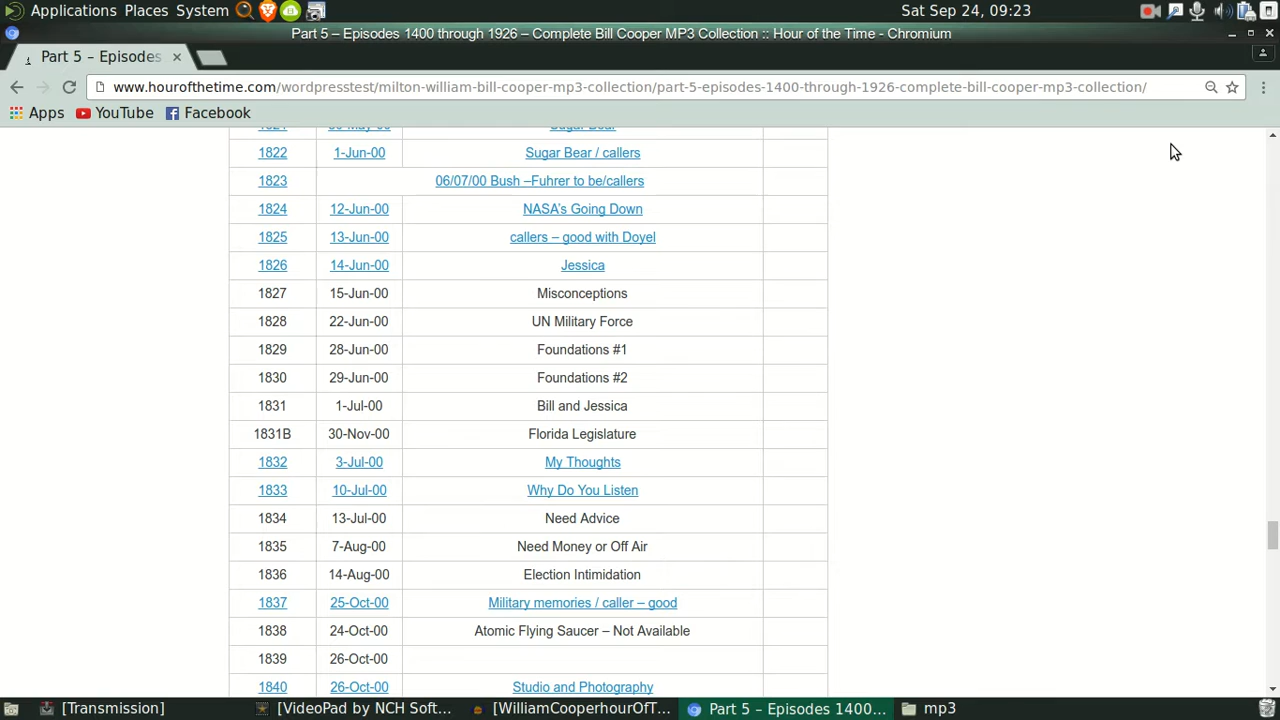 Applications Places System Sat Sep 24, 09:23
Part 5 – Episodes 1400 through 1926 – Complete Bill Cooper MP3 Collection :: Hour of the Time - Chromium
Part 5 – Episodes
www.hourofthetime.com/wordpresstest/milton-william-bill-cooper-mp3-collection/part-5-episodes-1400-through-1926-complete-bill-cooper-mp3-collection/
Apps YouTube Facebook
1821 30-May-00 Sugar Bear
1822 1-Jun-00 Sugar Bear / callers
1823 06/07/00 Bush –Fuhrer to be/callers
1824 12-Jun-00 NASA's Going Down
1825 13-Jun-00 callers – good with Doyel
1826 14-Jun-00 Jessica
1827 15-Jun-00 Misconceptions
1828 22-Jun-00 UN Military Force
1829 28-Jun-00 Foundations #1
1830 29-Jun-00 Foundations #2
1831 1-Jul-00 Bill and Jessica
1831B 30-Nov-00 Florida Legislature
1832 3-Jul-00 My Thoughts
1833 10-Jul-00 Why Do You Listen
1834 13-Jul-00 Need Advice
1835 7-Aug-00 Need Money or Off Air
1836 14-Aug-00 Election Intimidation
1837 25-Oct-00 Military memories / caller – good
1838 24-Oct-00 Atomic Flying Saucer – Not Available
1839 26-Oct-00
1840 26-Oct-00 Studio and Photography
[Transmission] [VideoPad by NCH Soft... [WilliamCooperhourOfT... Part 5 – Episodes 1400... mp3